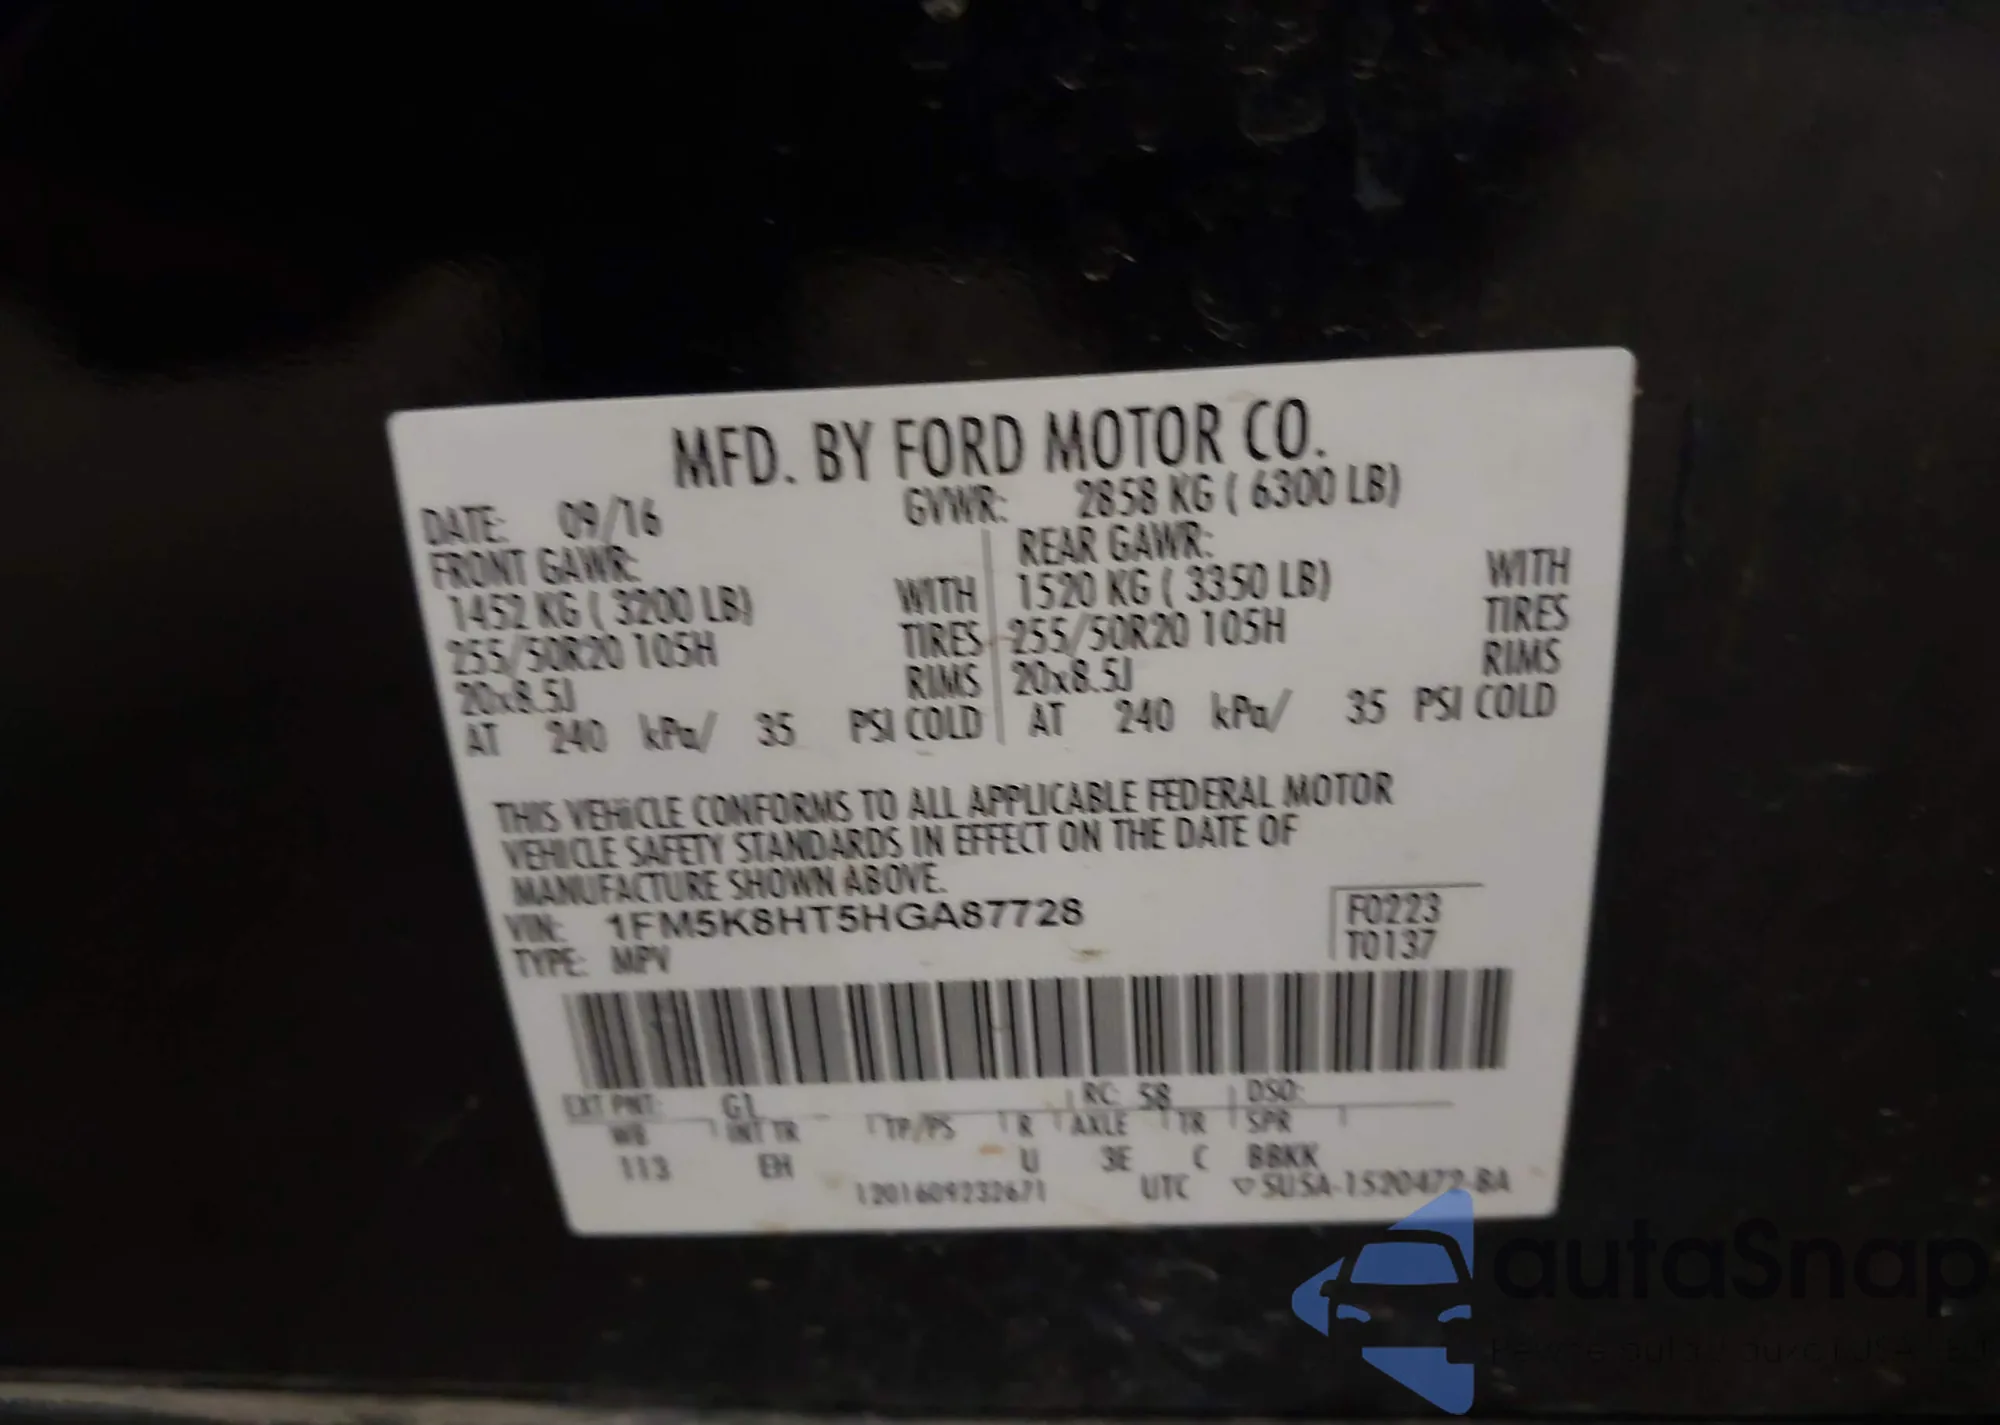 MFD. BY FORD MOTOR CO.
DATE: 09/16 GVWR: 2858 KG ( 6300 LB)
FRONT GAWR: REAR GAWR:
1452 KG ( 3200 LB) WITH 1520 KG ( 3350 LB) WITH
255/50R20 105H TIRES 255/50R20 105H TIRES
20x8.5J RIMS 20x8.5J RIMS
AT 240 kPa/ 35 PSI COLD AT 240 kPa/ 35 PSI COLD
THIS VEHICLE CONFORMS TO ALL APPLICABLE FEDERAL MOTOR
VEHICLE SAFETY STANDARDS IN EFFECT ON THE DATE OF
MANUFACTURE SHOWN ABOVE.
VIN: 1FM5K8HT5HGA87728 F0223
TYPE: MPV T0137
EXT PNT: G1 RC: 58 DSO:
WB INT TR TP/PS R AXLE TR SPR
113 EH U 3E C BBKK
1201609232671 UTC ▽SUSA-1520472-BA
autaSnap